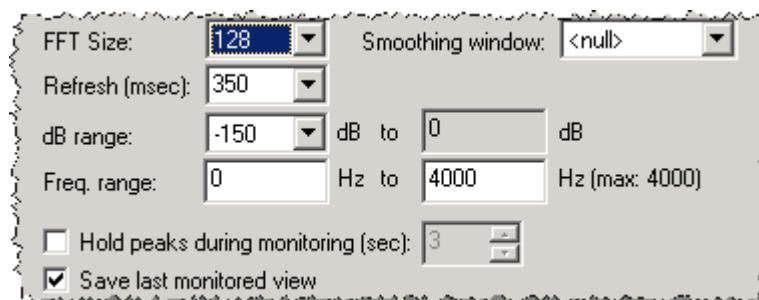 FFT Size: 128 Smoothing window: <null>
Refresh (msec): 350
dB range: -150 dB to 0 dB
Freq. range: 0 Hz to 4000 Hz (max: 4000)
Hold peaks during monitoring (sec): 3
Save last monitored view